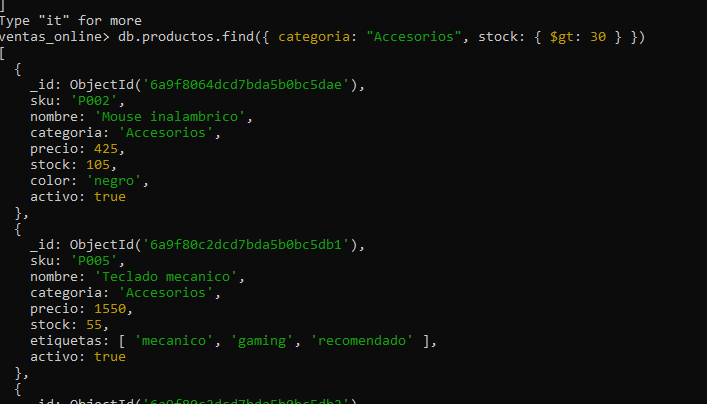 ]
Type "it" for more
ventas_online> db.productos.find({ categoria: "Accesorios", stock: { $gt: 30 } })
[
  {
    _id: ObjectId('6a9f8064dcd7bda5b0bc5dae'),
    sku: 'P002',
    nombre: 'Mouse inalambrico',
    categoria: 'Accesorios',
    precio: 425,
    stock: 105,
    color: 'negro',
    activo: true
  },
  {
    _id: ObjectId('6a9f80c2dcd7bda5b0bc5db1'),
    sku: 'P005',
    nombre: 'Teclado mecanico',
    categoria: 'Accesorios',
    precio: 1550,
    stock: 55,
    etiquetas: [ 'mecanico', 'gaming', 'recomendado' ],
    activo: true
  },
  {
    _id: ObjectId('6a9f80c2dcd7bda5b0bc5db2'),